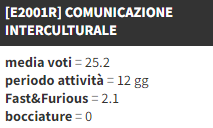 [E2001R] COMUNICAZIONE
INTERCULTURALE
media voti = 25.2
periodo attività = 12 gg
Fast&Furious = 2.1
bocciature = 0